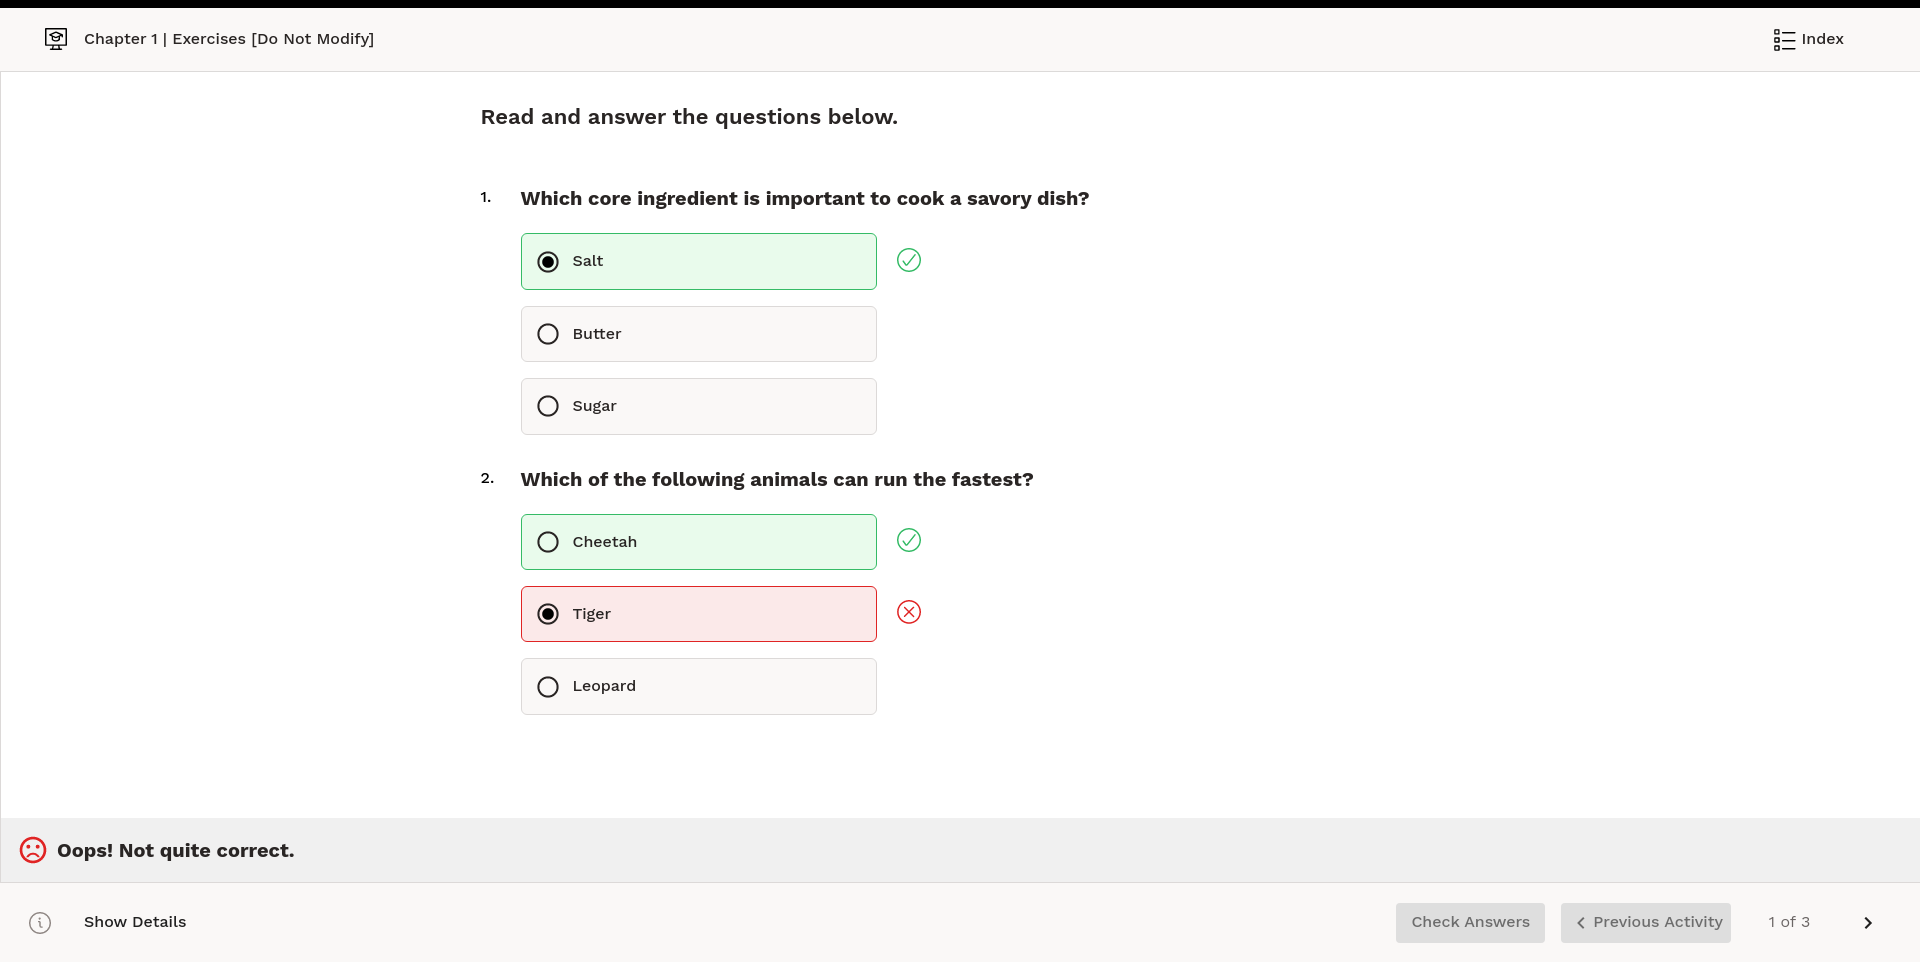 Chapter 1 | Exercises [Do Not Modify]
Index
Read and answer the questions below.
1. Which core ingredient is important to cook a savory dish?
Salt
Butter
Sugar
2. Which of the following animals can run the fastest?
Cheetah
Tiger
Leopard
Oops! Not quite correct.
Show Details
Check Answers
Previous Activity
1 of 3